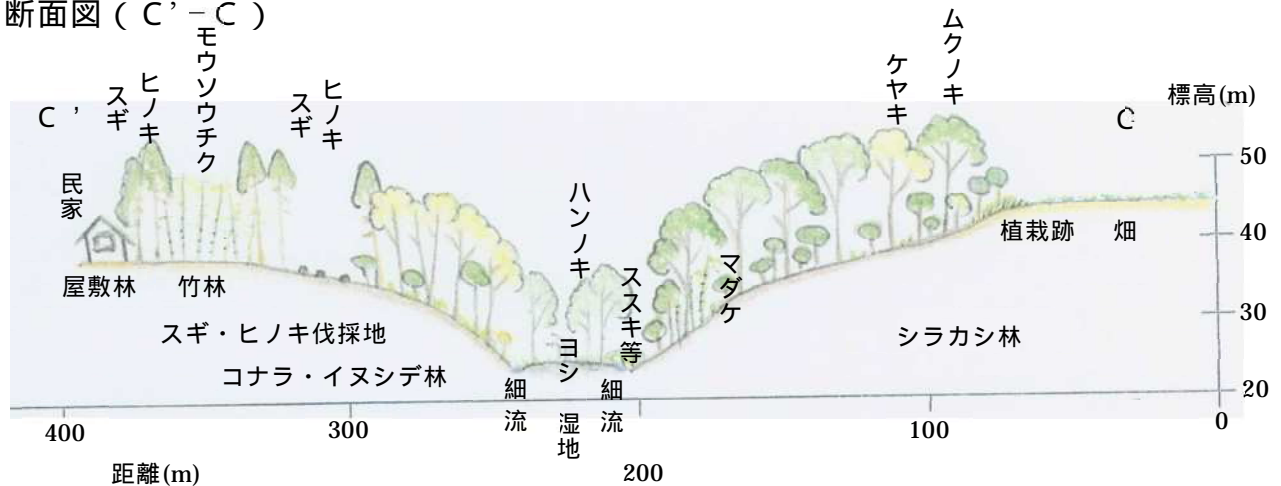 断面図（C’－C）
モウソウチク
スギ
ヒノキ
スギ
ヒノキ
ケヤキ
ムクノキ
C’
C
標高(m)
民家
ハンノキ
ススキ等
マダケ
50
40
30
20
植栽跡
畑
屋敷林
竹林
スギ・ヒノキ伐採地
シラカシ林
コナラ・イヌシデ林
ヨシ
細流
湿地
細流
400
300
200
100
0
距離(m)